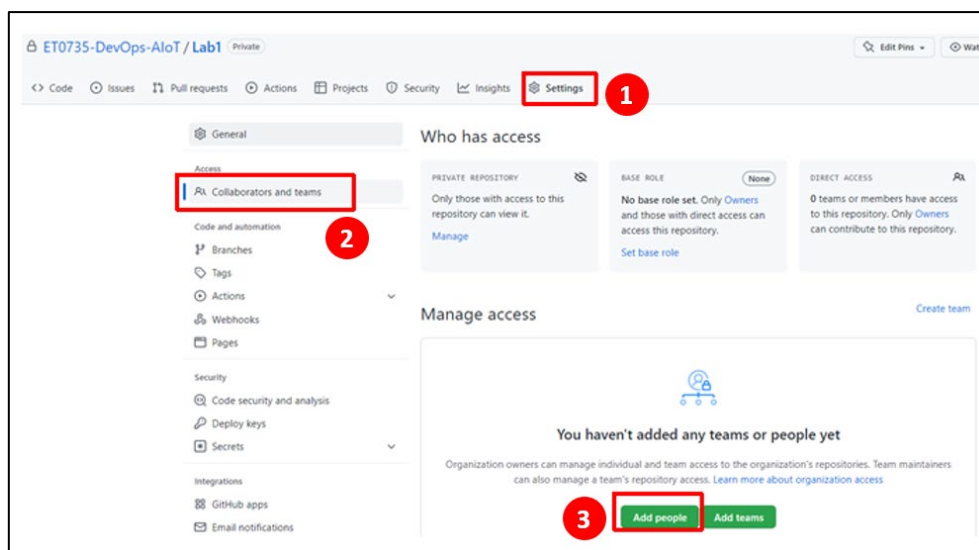 ET0735-DevOps-AIoT / Lab1 Private
Edit Pins
Wat
Code Issues Pull requests Actions Projects Security Insights Settings
1
General
Access
Collaborators and teams
2
Code and automation
Branches
Tags
Actions
Webhooks
Pages
Security
Code security and analysis
Deploy keys
Secrets
Integrations
GitHub apps
Email notifications
Who has access
PRIVATE REPOSITORY
Only those with access to this
repository can view it.
Manage
BASE ROLE None
No base role set. Only Owners
and those with direct access can
access this repository.
Set base role
DIRECT ACCESS
0 teams or members have access
to this repository. Only Owners
can contribute to this repository.
Manage access
Create team
You haven't added any teams or people yet
Organization owners can manage individual and team access to the organization's repositories. Team maintainers
can also manage a team's repository access. Learn more about organization access
3
Add people Add teams